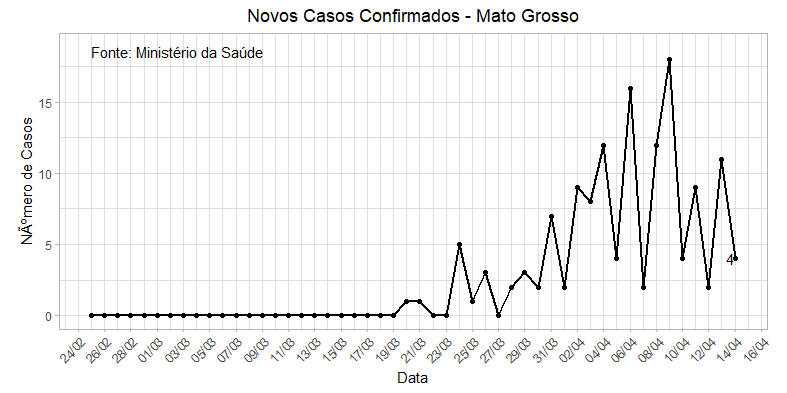 Novos Casos Confirmados - Mato Grosso
Fonte: Ministério da Saúde
NÃºmero de Casos
15
10
5
0
4
24/02 26/02 28/02 01/03 03/03 05/03 07/03 09/03 11/03 13/03 15/03 17/03 19/03 21/03 23/03 25/03 27/03 29/03 31/03 02/04 04/04 06/04 08/04 10/04 12/04 14/04 16/04
Data